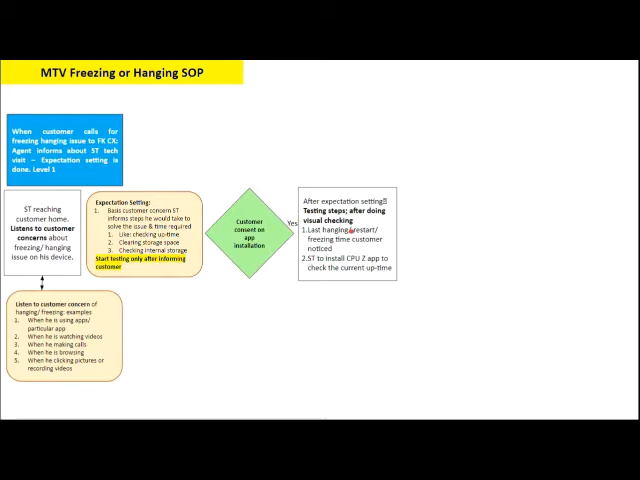 MTV Freezing or Hanging SOP
When customer calls for
freezing hanging issue to FK CX:
Agent informs about ST tech
visit – Expectation setting is
done. Level 1
ST reaching
customer home.
Listens to customer
concerns about
freezing/ hanging
issue on his device.
Expectation Setting:
1. Basis customer concern ST
informs steps he would take to
solve the issue & time required
1. Like: checking up-time
2. Clearing storage space
3. Checking internal storage
Start testing only after informing
customer
Customer
consent on
app
installation
Yes
After expectation setting
Testing steps; after doing
visual checking
1.Last hanging/restart/
freezing time customer
noticed
2.ST to install CPU Z app to
check the current up-time
Listen to customer concern of
hanging/ freezing: examples
1. When he is using apps/
particular app
2. When he is watching videos
3. When he making calls
4. When he is browsing
5. When he clicking pictures or
recording videos